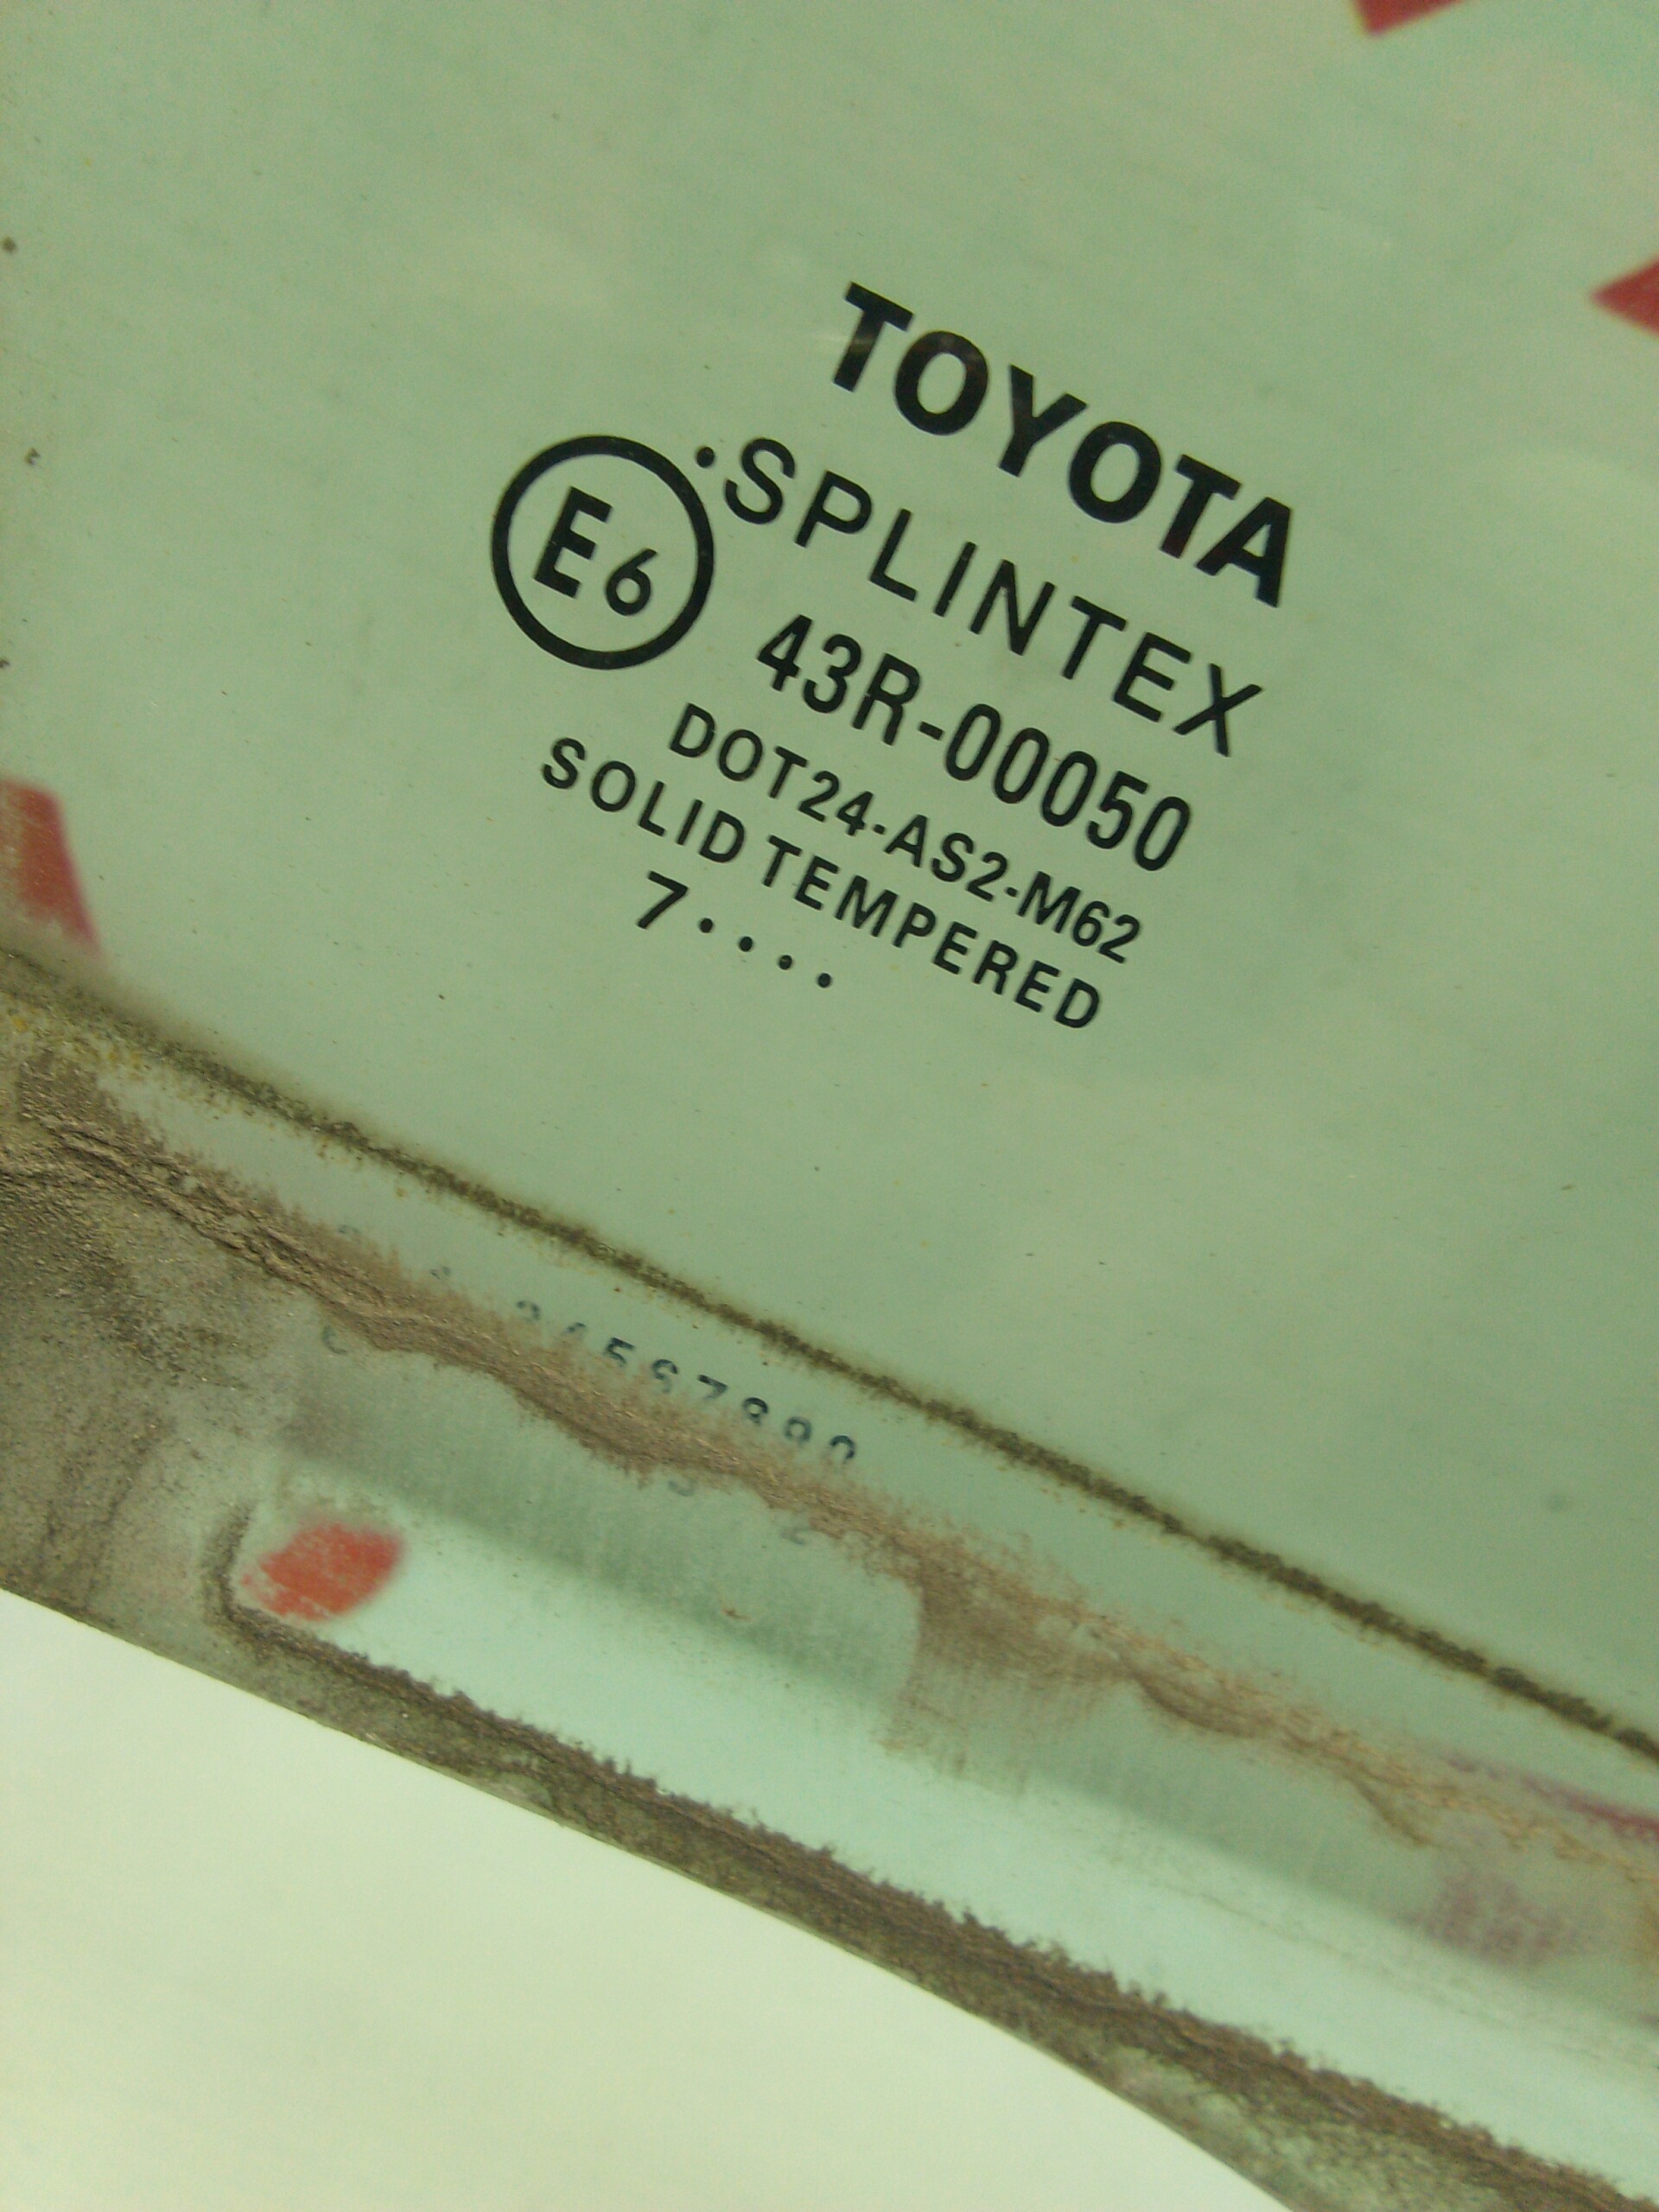 TOYOTA
·SPLINTEX
E6
43R-00050
DOT24·AS2·M62
SOLID TEMPERED
7····